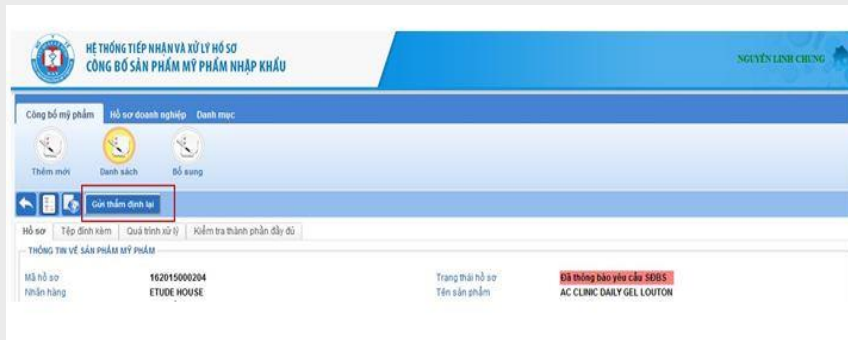 HỆ THỐNG TIẾP NHẬN VÀ XỬ LÝ HỒ SƠ
CÔNG BỐ SẢN PHẨM MỸ PHẨM NHẬP KHẨU
NGUYỄN LINH CHUNG
Công bố mỹ phẩm Hồ sơ doanh nghiệp Danh mục
Thêm mới Danh sách Bổ sung
Gửi thẩm định lại
Hồ sơ Tệp đính kèm Quá trình xử lý Kiểm tra thành phần đầy đủ
THÔNG TIN VỀ SẢN PHẨM MỸ PHẨM
Mã hồ sơ 162015000204 Trạng thái hồ sơ Đã thông báo yêu cầu SĐBS
Nhãn hàng ETUDE HOUSE Tên sản phẩm AC CLINIC DAILY GEL LOUTON